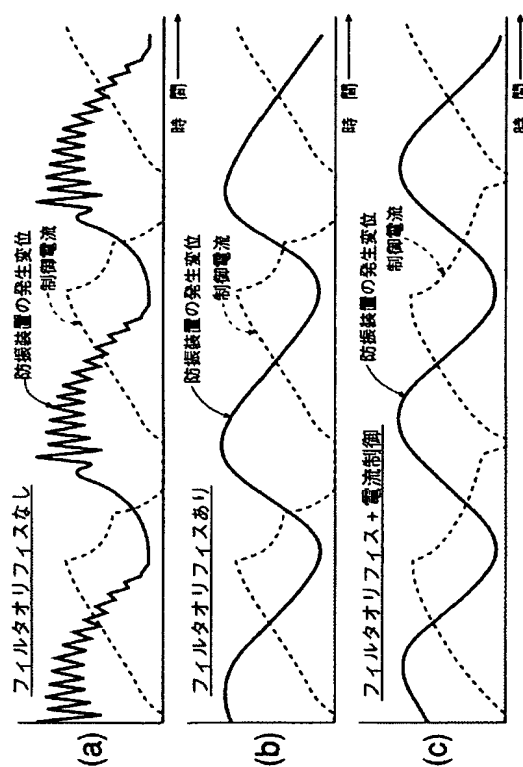 (a)
フィルタオリフィスなし
防振装置の発生変位
制御電流
時間
(b)
フィルタオリフィスあり
防振装置の発生変位
制御電流
時間
(c)
フィルタオリフィス+電流制御
防振装置の発生変位
制御電流
時間